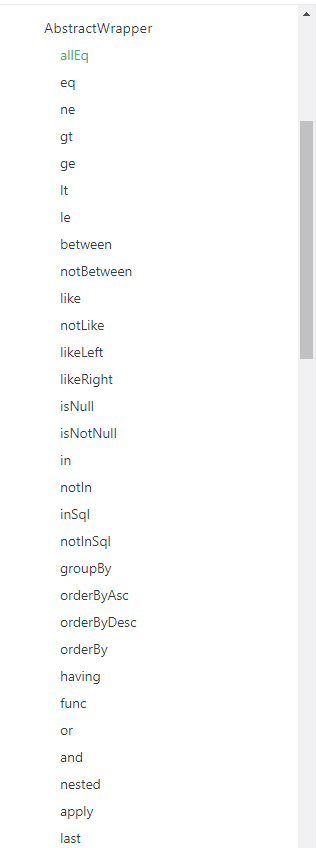 AbstractWrapper
allEq
eq
ne
gt
ge
lt
le
between
notBetween
like
notLike
likeLeft
likeRight
isNull
isNotNull
in
notIn
inSql
notInSql
groupBy
orderByAsc
orderByDesc
orderBy
having
func
or
and
nested
apply
last